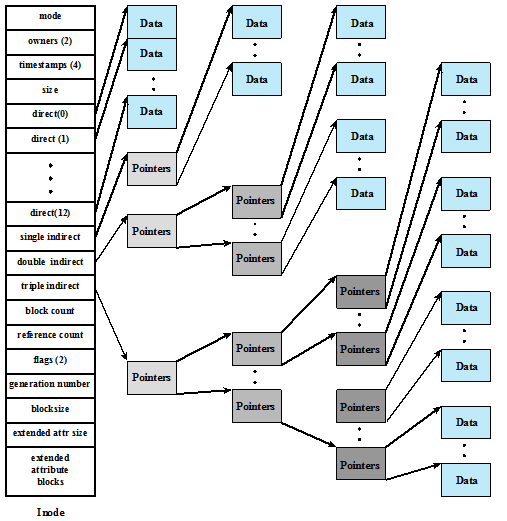 mode
owners (2)
timestamps (4)
size
direct(0)
direct (1)
direct(12)
single indirect
double indirect
triple indirect
block count
reference count
flags (2)
generation number
blocksize
extended attr size
extended
attribute
blocks
Inode
Data
Data
Data
Pointers
Pointers
Pointers
Data
Data
Pointers
Pointers
Pointers
Pointers
Data
Data
Data
Data
Pointers
Pointers
Pointers
Pointers
Data
Data
Data
Data
Data
Data
Data
Data